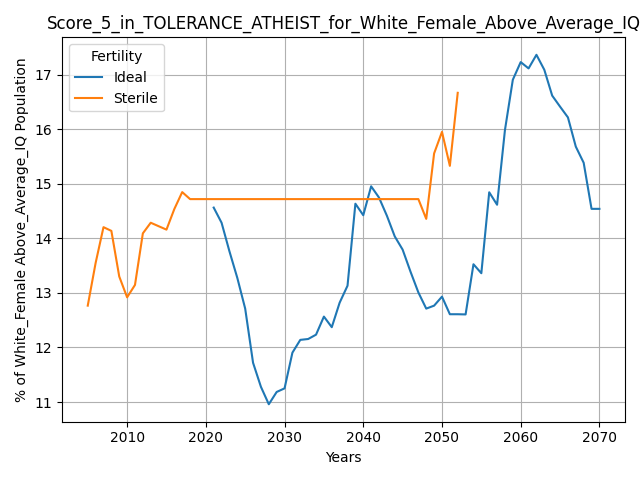 Score_5_in_TOLERANCE_ATHEIST_for_White_Female_Above_Average_IQ
Fertility
Ideal
Sterile
% of White_Female Above_Average_IQ Population
17
16
15
14
13
12
11
2010 2020 2030 2040 2050 2060 2070
Years